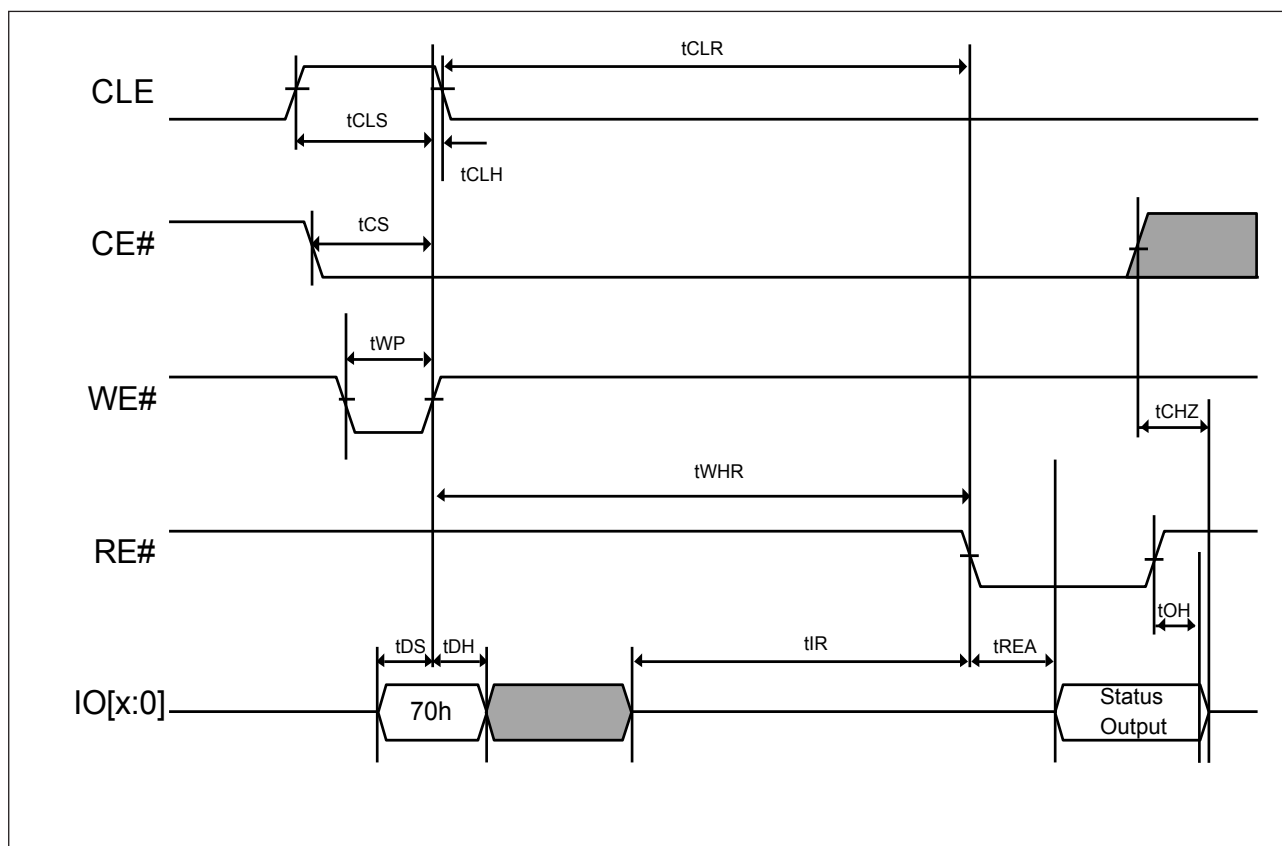 tCLR
CLE
tCLS
tCLH
tCS
CE#
tWP
WE#
tCHZ
tWHR
RE#
tOH
tDS
tDH
tIR
tREA
IO[x:0]
70h
Status
Output